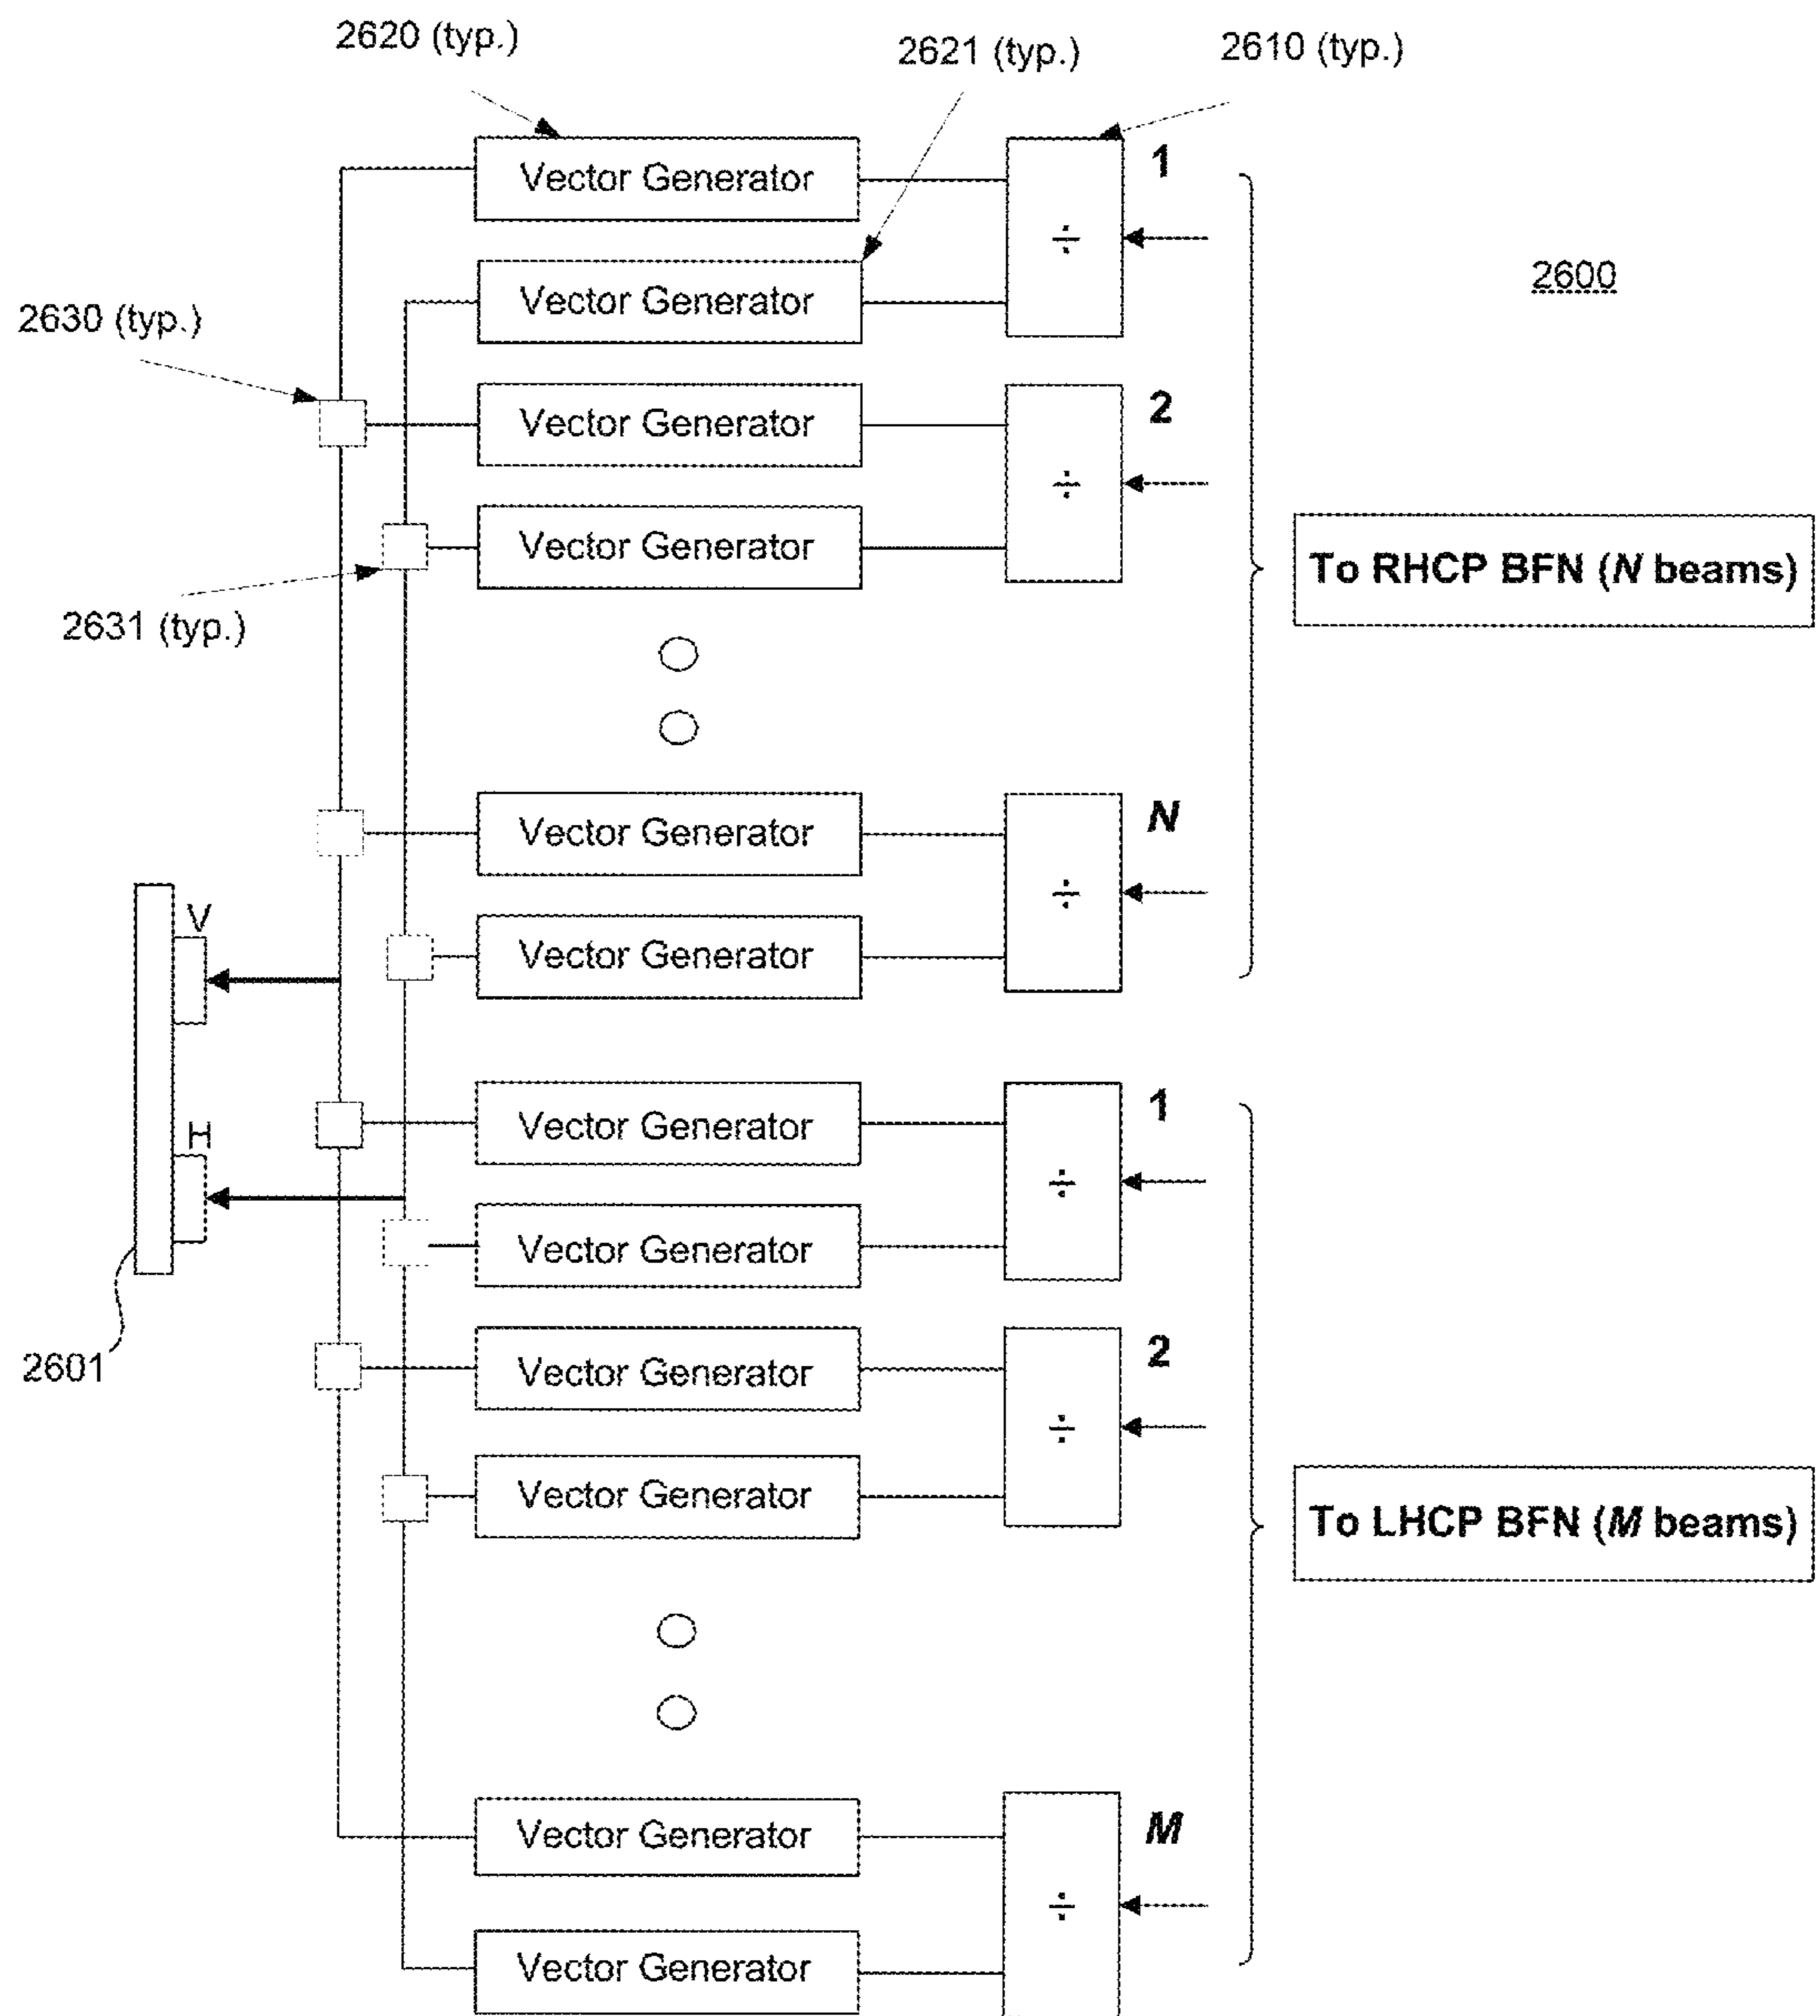 2620 (typ.)
2621 (typ.)
2610 (typ.)
Vector Generator
1
÷
2600
Vector Generator
2630 (typ.)
Vector Generator
2
÷
Vector Generator
To RHCP BFN (N beams)
2631 (typ.)
Vector Generator
N
÷
V
Vector Generator
Vector Generator
1
H
÷
Vector Generator
2601
Vector Generator
2
÷
Vector Generator
To LHCP BFN (M beams)
Vector Generator
M
÷
Vector Generator